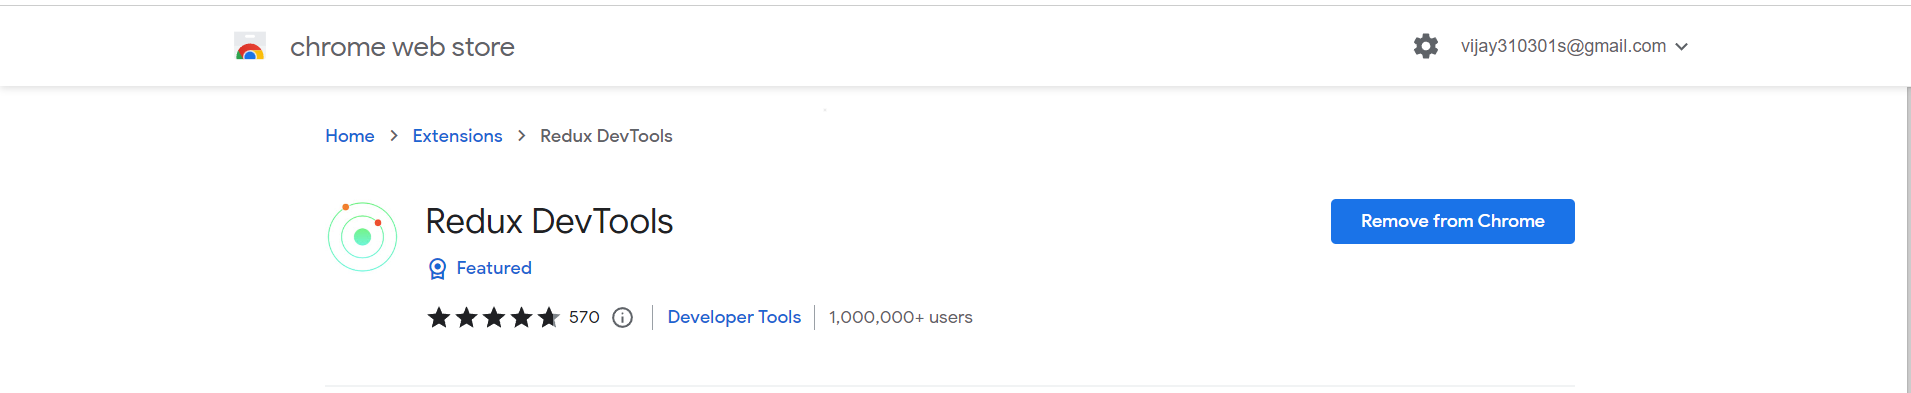 chrome web store
vijay310301s@gmail.com
Home > Extensions > Redux DevTools
Redux DevTools
Remove from Chrome
Featured
570 | Developer Tools | 1,000,000+ users